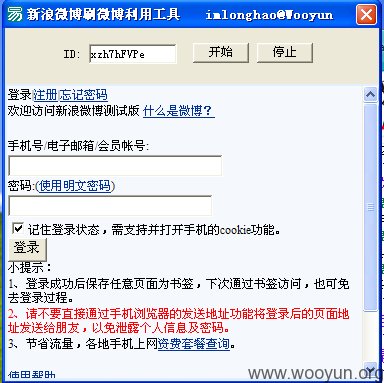 新浪微博刷微博利用工具 imlonghao@Wooyun
ID: xzh7hFVPe 开始 停止
登录|注册|忘记密码
欢迎访问新浪微博测试版 什么是微博?
手机号/电子邮箱/会员帐号:
密码:(使用明文密码)
记住登录状态，需支持并打开手机的cookie功能。
登录
小提示：
1、登录成功后保存任意页面为书签，下次通过书签访问，也可免
去登录过程。
2、请不要直接通过手机浏览器的发送地址功能将登录后的页面地
址发送给朋友，以免泄露个人信息及密码。
3、节省流量，各地手机上网资费套餐查询。
使用帮助
www.wooyun.org